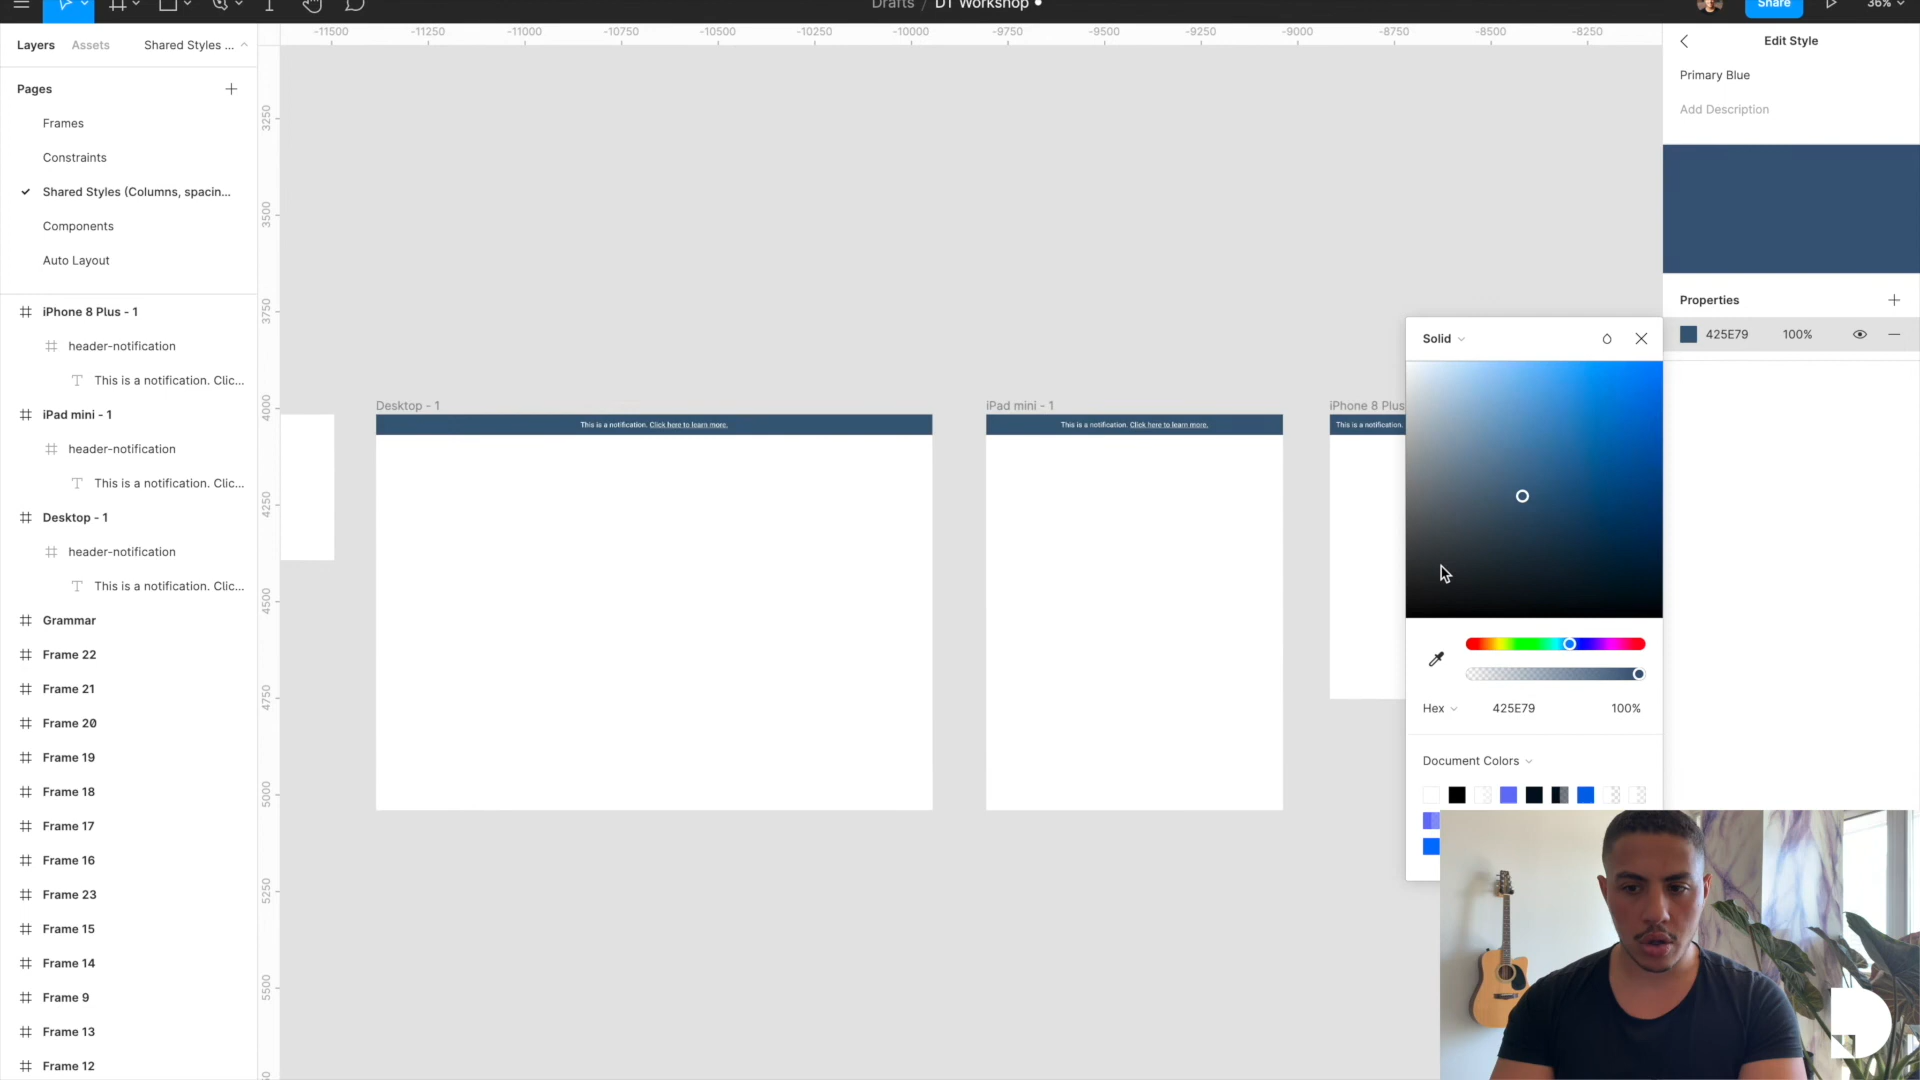 Drafts / DT Workshop
Share
36%
Layers
Assets
Shared Styles ...
-11500
-11250
-11000
-10750
-10500
-10250
-10000
-9750
-9500
-9250
-9000
-8750
-8500
-8250
Pages
Frames
Constraints
Shared Styles (Columns, spacin...
Components
Auto Layout
iPhone 8 Plus - 1
header-notification
This is a notification. Clic...
iPad mini - 1
header-notification
This is a notification. Clic...
Desktop - 1
header-notification
This is a notification. Clic...
Grammar
Frame 22
Frame 21
Frame 20
Frame 19
Frame 18
Frame 17
Frame 16
Frame 23
Frame 15
Frame 14
Frame 9
Frame 13
Frame 12
3250
3500
3750
4000
4250
4500
4750
5000
5250
5500
Desktop - 1
This is a notification. Click here to learn more.
iPad mini - 1
This is a notification. Click here to learn more.
iPhone 8 Plus
This is a notification.
Solid
Hex
425E79
100%
Document Colors
Edit Style
Primary Blue
Add Description
Properties
425E79
100%